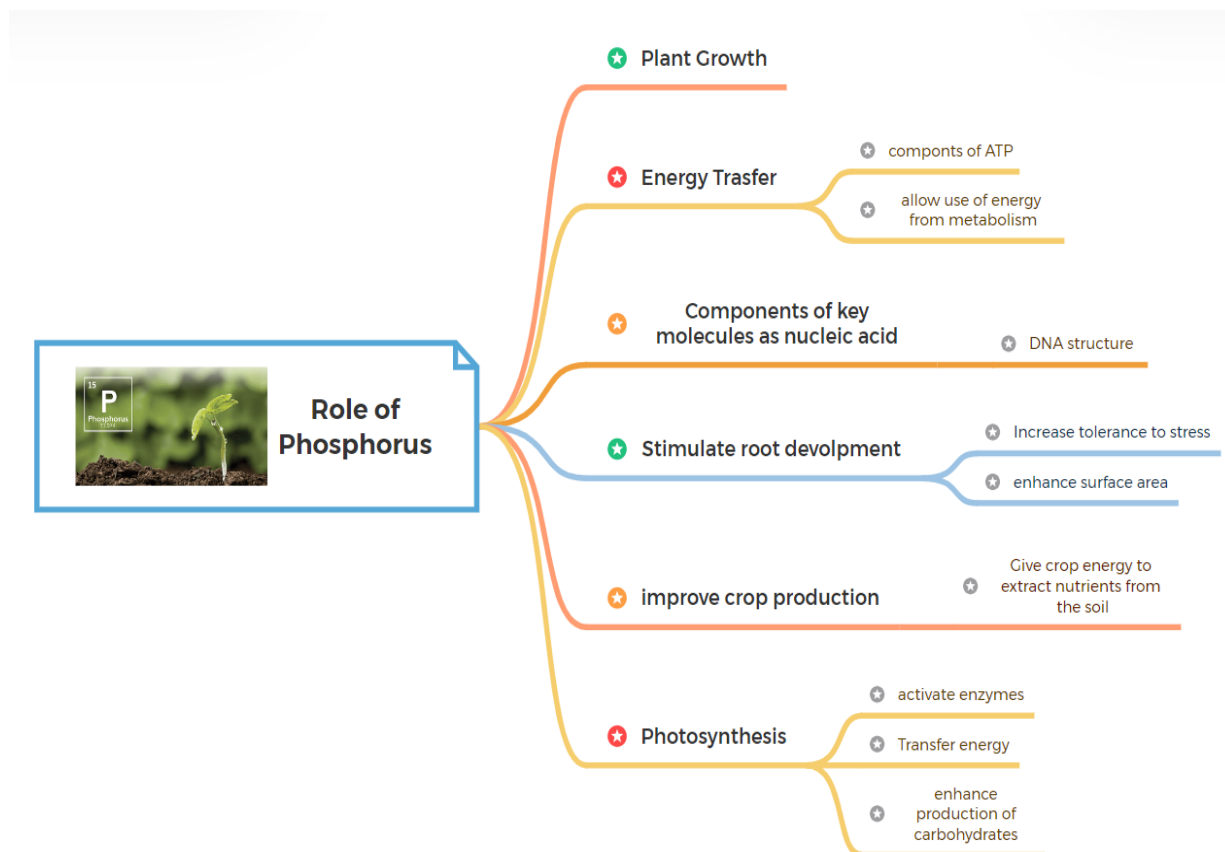 Plant Growth
Energy Trasfer
componts of ATP
allow use of energy
from metabolism
Components of key
molecules as nucleic acid
DNA structure
15
P
Phosphorus
Role of
Phosphorus
Stimulate root devolpment
Increase tolerance to stress
enhance surface area
improve crop production
Give crop energy to
extract nutrients from
the soil
Photosynthesis
activate enzymes
Transfer energy
enhance
production of
carbohydrates